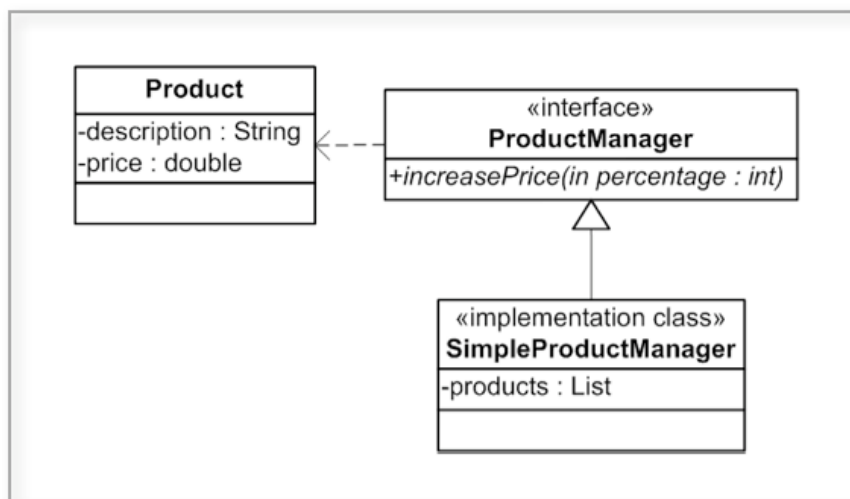 Product
-description : String
-price : double
«interface»
ProductManager
+increasePrice(in percentage : int)
«implementation class»
SimpleProductManager
-products : List